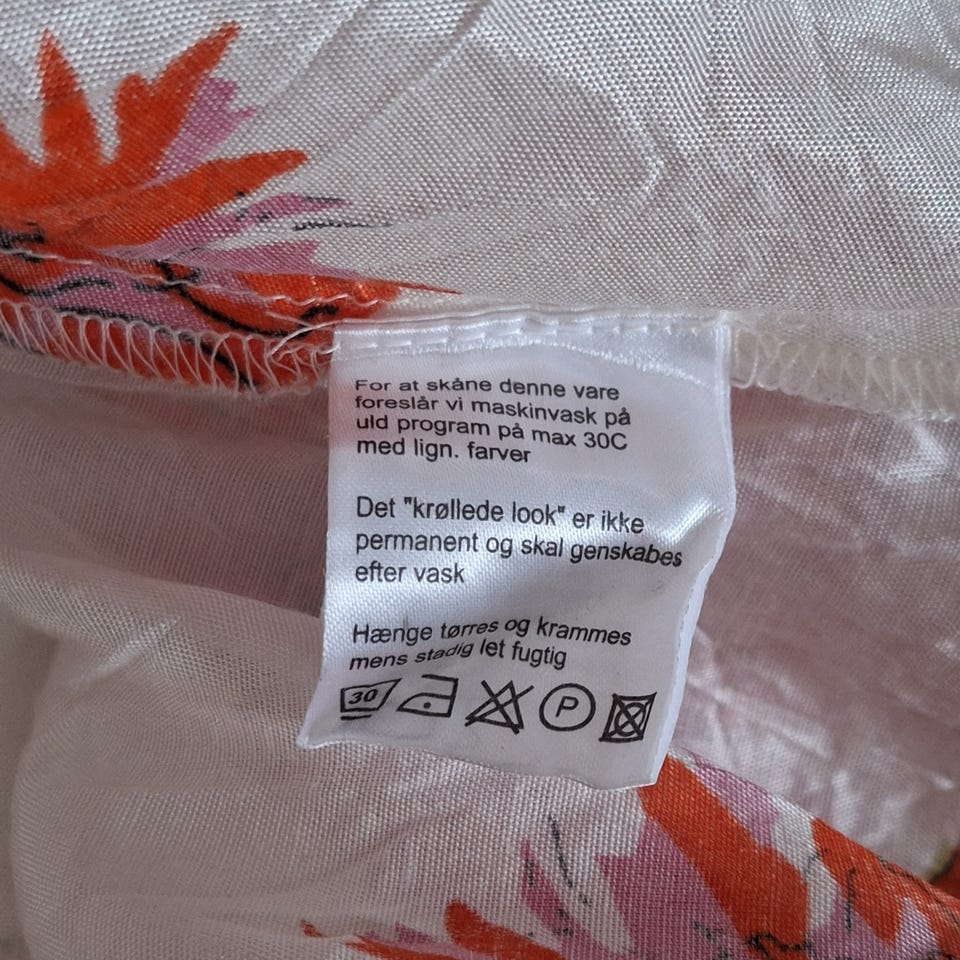 For at skåne denne vare
foreslår vi maskinvask på
uld program på max 30C
med lign. farver
Det "krøllede look" er ikke
permanent og skal genskabes
efter vask
Hænge tørres og krammes
mens stadig let fugtig
30 P